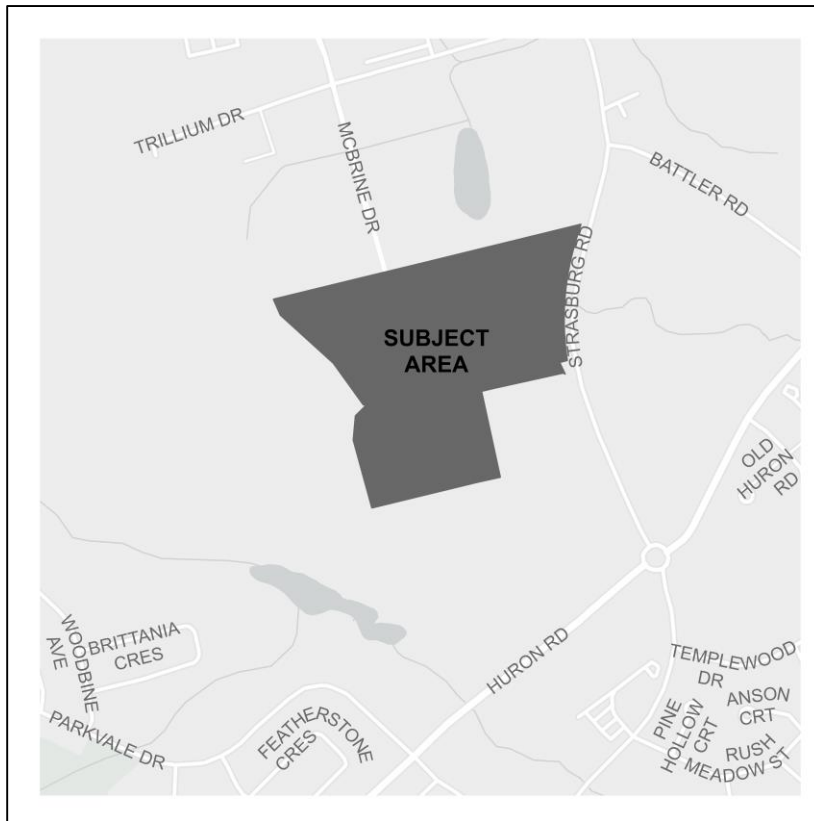 TRILLIUM DR
MCBRINE DR
BATTLER RD
STRASBURG RD
SUBJECT
AREA
OLD
HURON
RD
HURON RD
WOODBINE
AVE
BRITTANIA
CRES
PARKVALE DR
FEATHERSTONE
CRES
TEMPLEWOOD
DR
PINE
HOLLOW
CRT
ANSON
CRT
RUSH
MEADOW ST